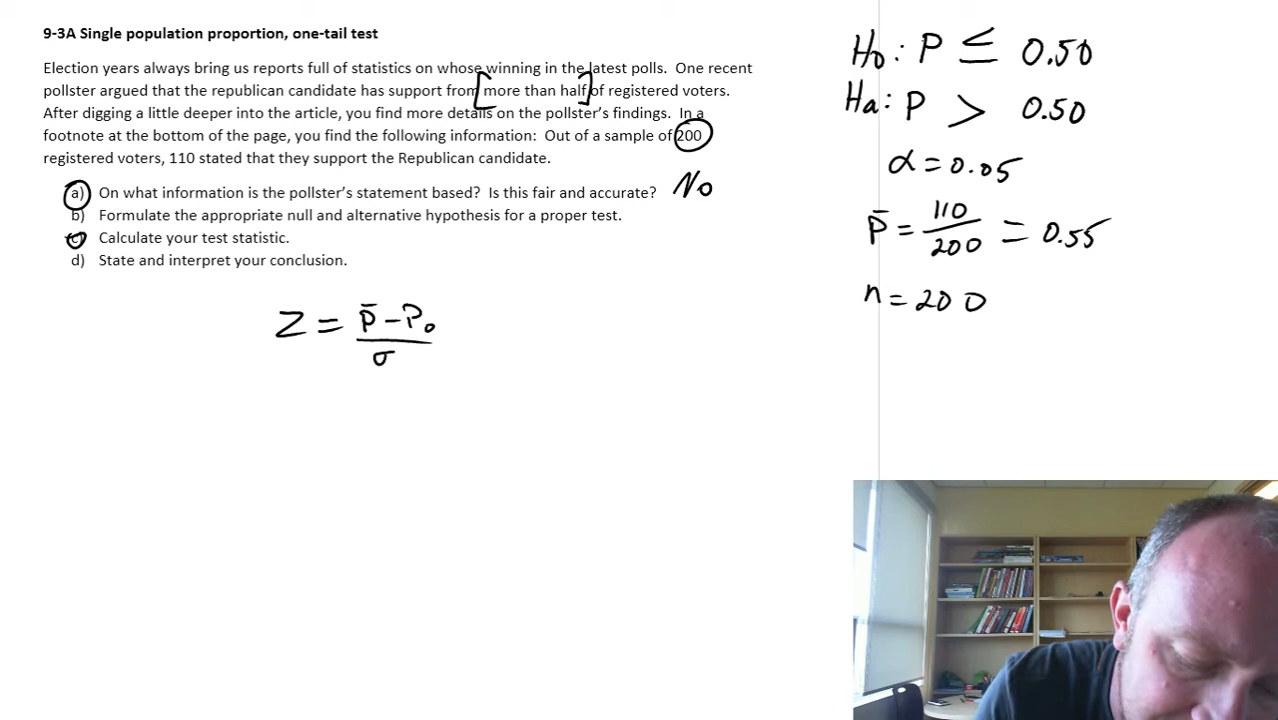 9-3A Single population proportion, one-tail test
Election years always bring us reports full of statistics on whose winning in the latest polls. One recent
pollster argued that the republican candidate has support from [more than half] of registered voters.
After digging a little deeper into the article, you find more details on the pollster's findings. In a
footnote at the bottom of the page, you find the following information: Out of a sample of 200
registered voters, 110 stated that they support the Republican candidate.
a) On what information is the pollster's statement based? Is this fair and accurate? No
b) Formulate the appropriate null and alternative hypothesis for a proper test.
c) Calculate your test statistic.
d) State and interpret your conclusion.
Z = (p̄ - P₀) / σ
H₀: P ≤ 0.50
Ha: P > 0.50
α = 0.05
p̄ = 110/200 = 0.55
n = 200